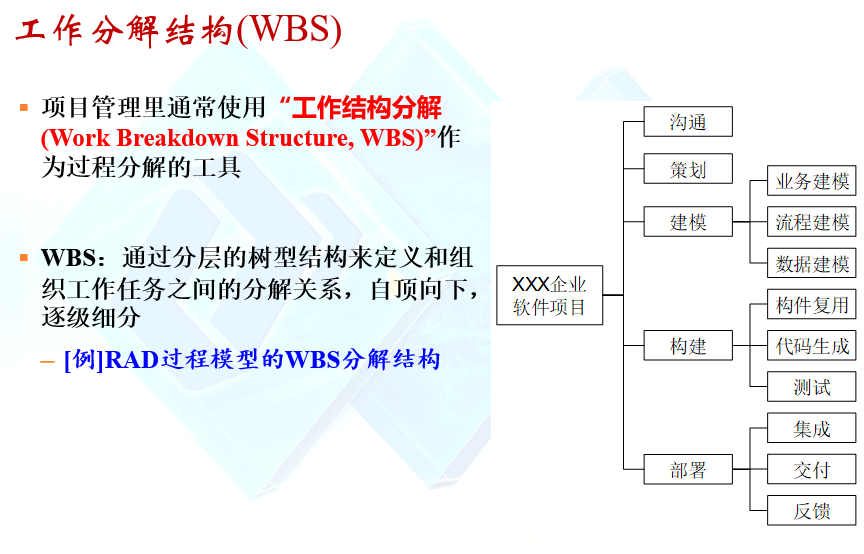 工作分解结构(WBS)
项目管理里通常使用“工作结构分解
(Work Breakdown Structure, WBS)”作
为过程分解的工具
WBS：通过分层的树型结构来定义和组
织工作任务之间的分解关系，自顶向下，
逐级细分
– [例]RAD过程模型的WBS分解结构
XXX企业
软件项目
沟通
策划
建模
业务建模
流程建模
数据建模
构建
构件复用
代码生成
测试
部署
集成
交付
反馈